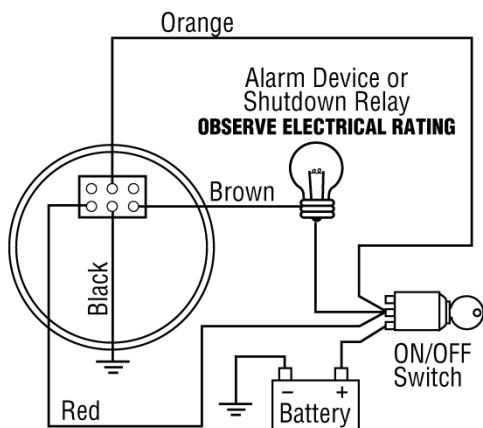 Orange
Alarm Device or
Shutdown Relay
OBSERVE ELECTRICAL RATING
Brown
Black
ON/OFF
Switch
Red
– +
Battery